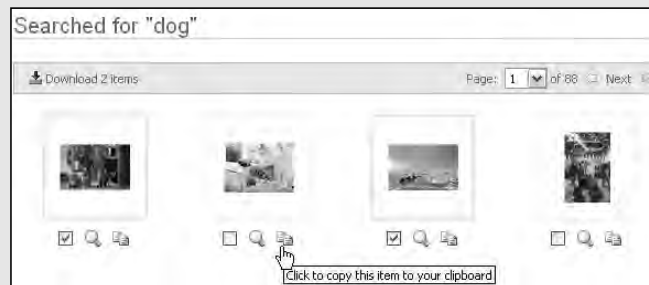 Searched for "dog"
Download 2 items Page: 1 of 88 Next
Click to copy this item to your clipboard